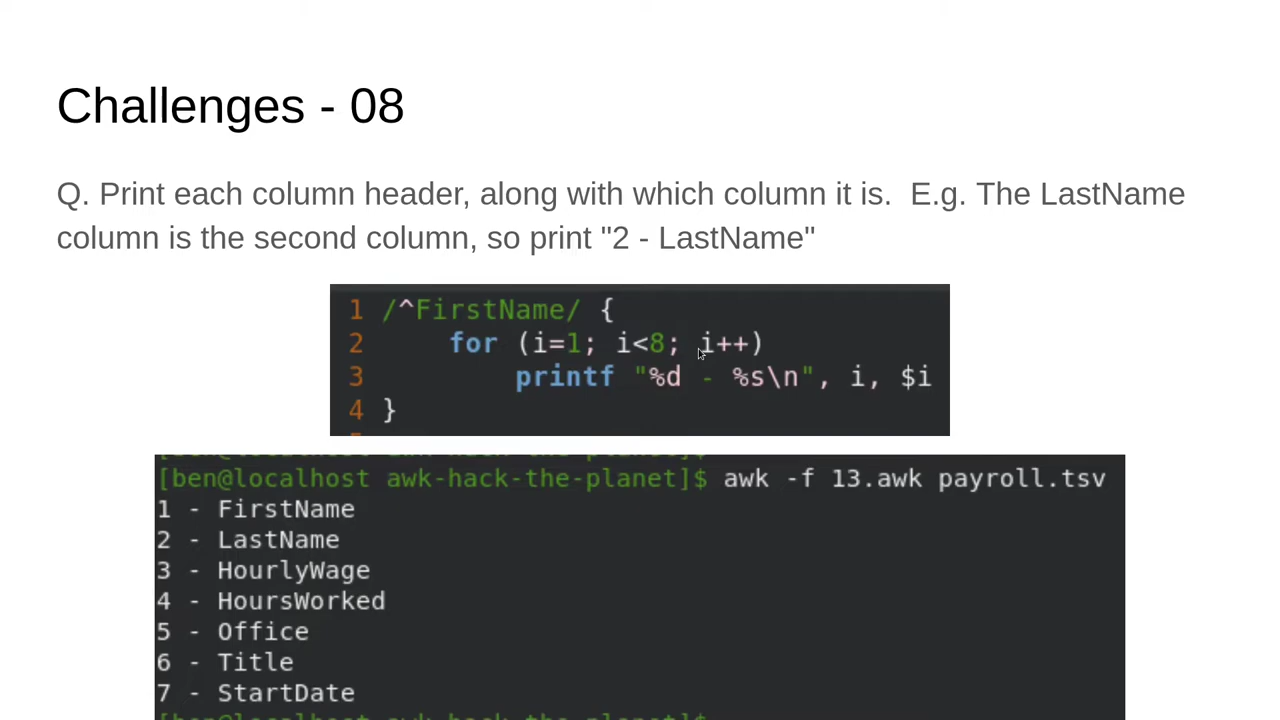 Challenges - 08
Q. Print each column header, along with which column it is.  E.g. The LastName
column is the second column, so print "2 - LastName"
1 /^FirstName/ {
2     for (i=1; i<8; i++)
3         printf "%d - %s\n", i, $i
4 }
[ben@localhost awk-hack-the-planet]$ awk -f 13.awk payroll.tsv
1 - FirstName
2 - LastName
3 - HourlyWage
4 - HoursWorked
5 - Office
6 - Title
7 - StartDate